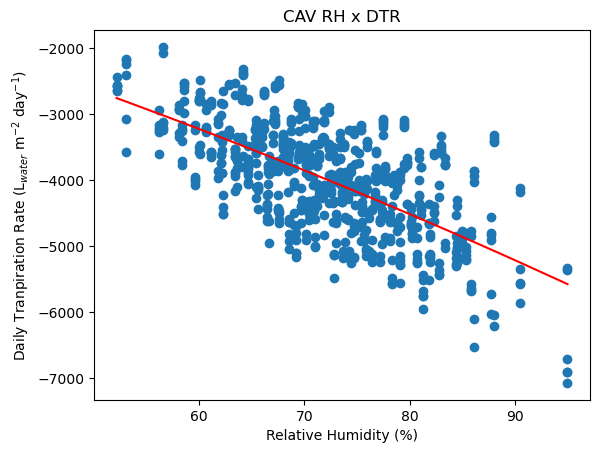 CAV RH x DTR
Daily Tranpiration Rate (L$_{water}$ m$^{-2}$ day$^{-1}$)
−2000
−3000
−4000
−5000
−6000
−7000
60 70 80 90
Relative Humidity (%)